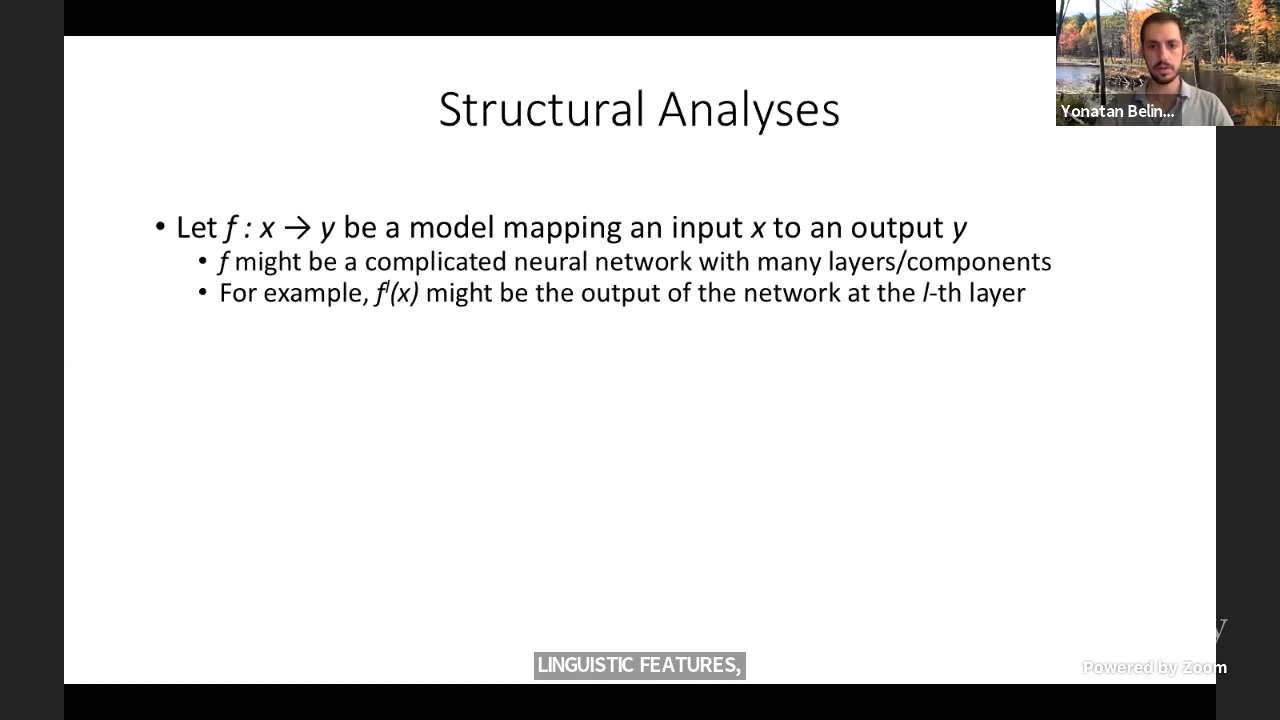 Structural Analyses
Yonatan Belin...
• Let f : x → y be a model mapping an input x to an output y
• f might be a complicated neural network with many layers/components
• For example, fˡ(x) might be the output of the network at the l-th layer
y
LINGUISTIC FEATURES,
Powered by Zoom